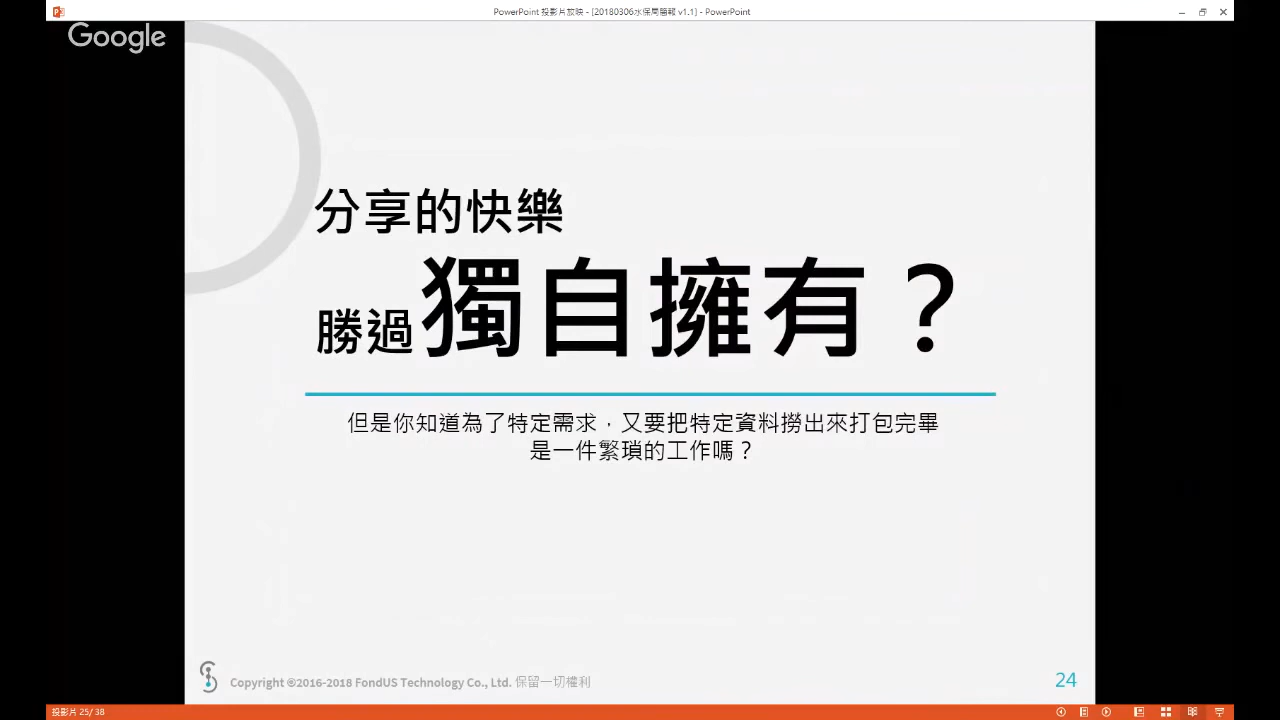 PowerPoint 投影片放映 - [20180306水保局簡報 v1.1] - PowerPoint
Google
分享的快樂
勝過獨自擁有？
但是你知道為了特定需求，又要把特定資料撈出來打包完畢
是一件繁瑣的工作嗎？
Copyright ©2016-2018 FondUS Technology Co., Ltd. 保留一切權利
24
投影片 25/ 38